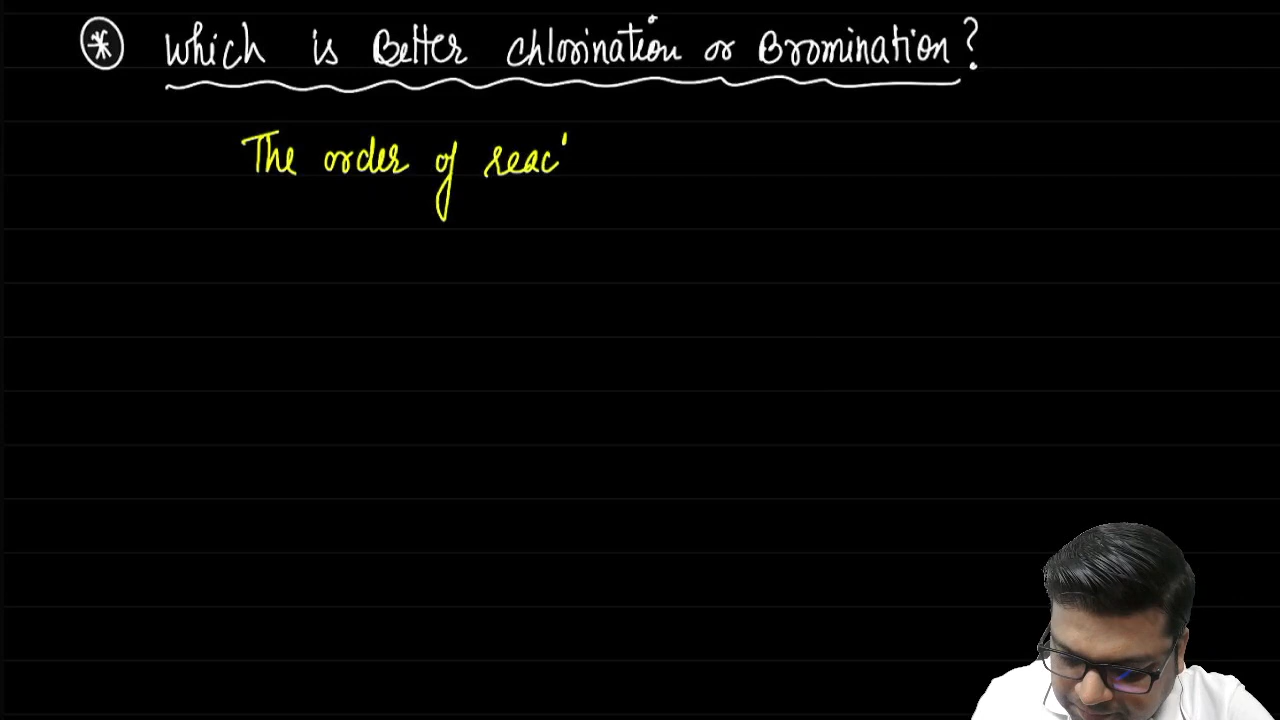 * Which is Better chlorination or Bromination?
The order of reac